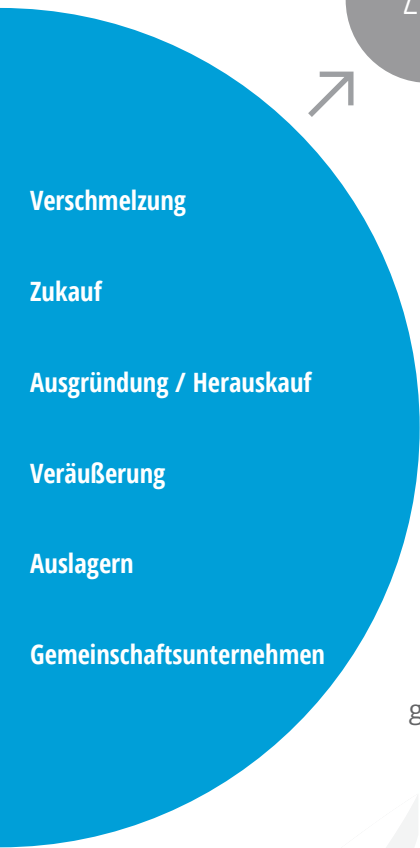 Verschmelzung
Zukauf
Ausgründung / Herauskauf
Veräußerung
Auslagern
Gemeinschaftsunternehmen